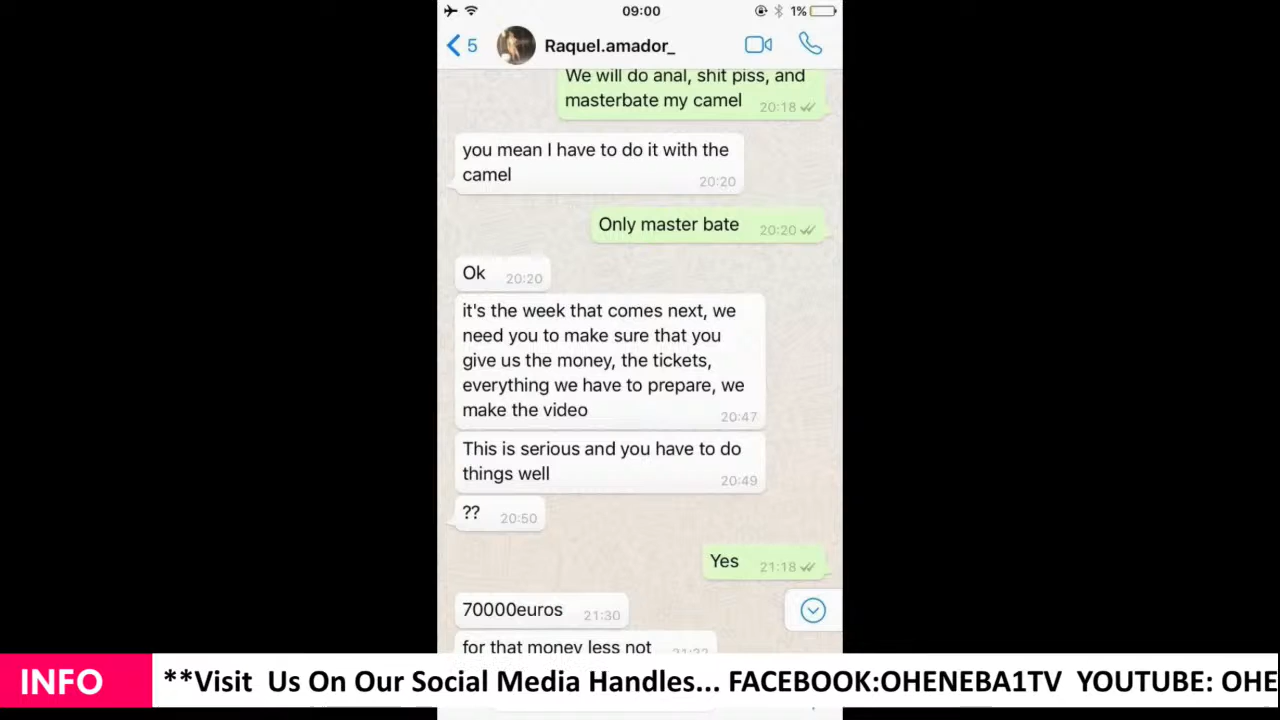 09:00
1%
5
Raquel.amador_
We will do anal, shit piss, and
masterbate my camel
20:18
you mean I have to do it with the
camel
20:20
Only master bate
20:20
Ok
20:20
it's the week that comes next, we
need you to make sure that you
give us the money, the tickets,
everything we have to prepare, we
make the video
20:47
This is serious and you have to do
things well
20:49
??
20:50
Yes
21:18
70000euros
21:30
for that money less not
INFO
**Visit Us On Our Social Media Handles... FACEBOOK:OHENEBA1TV YOUTUBE: OHE